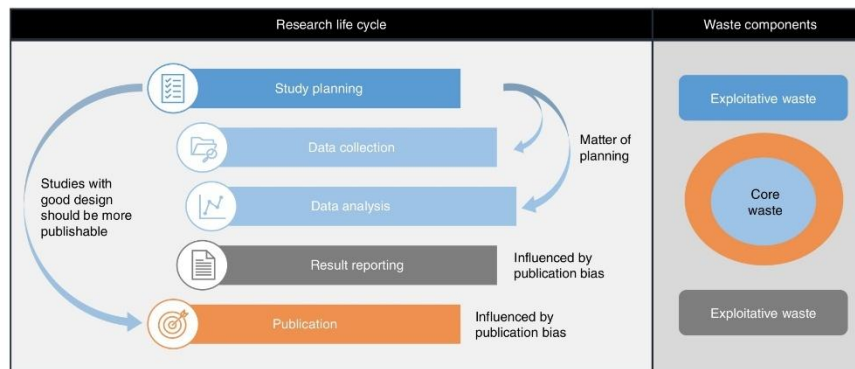 Research life cycle
Waste components
Study planning
Exploitative waste
Data collection
Matter of
planning
Studies with
good design
should be more
publishable
Data analysis
Core
waste
Result reporting
Influenced by
publication bias
Exploitative waste
Publication
Influenced by
publication bias